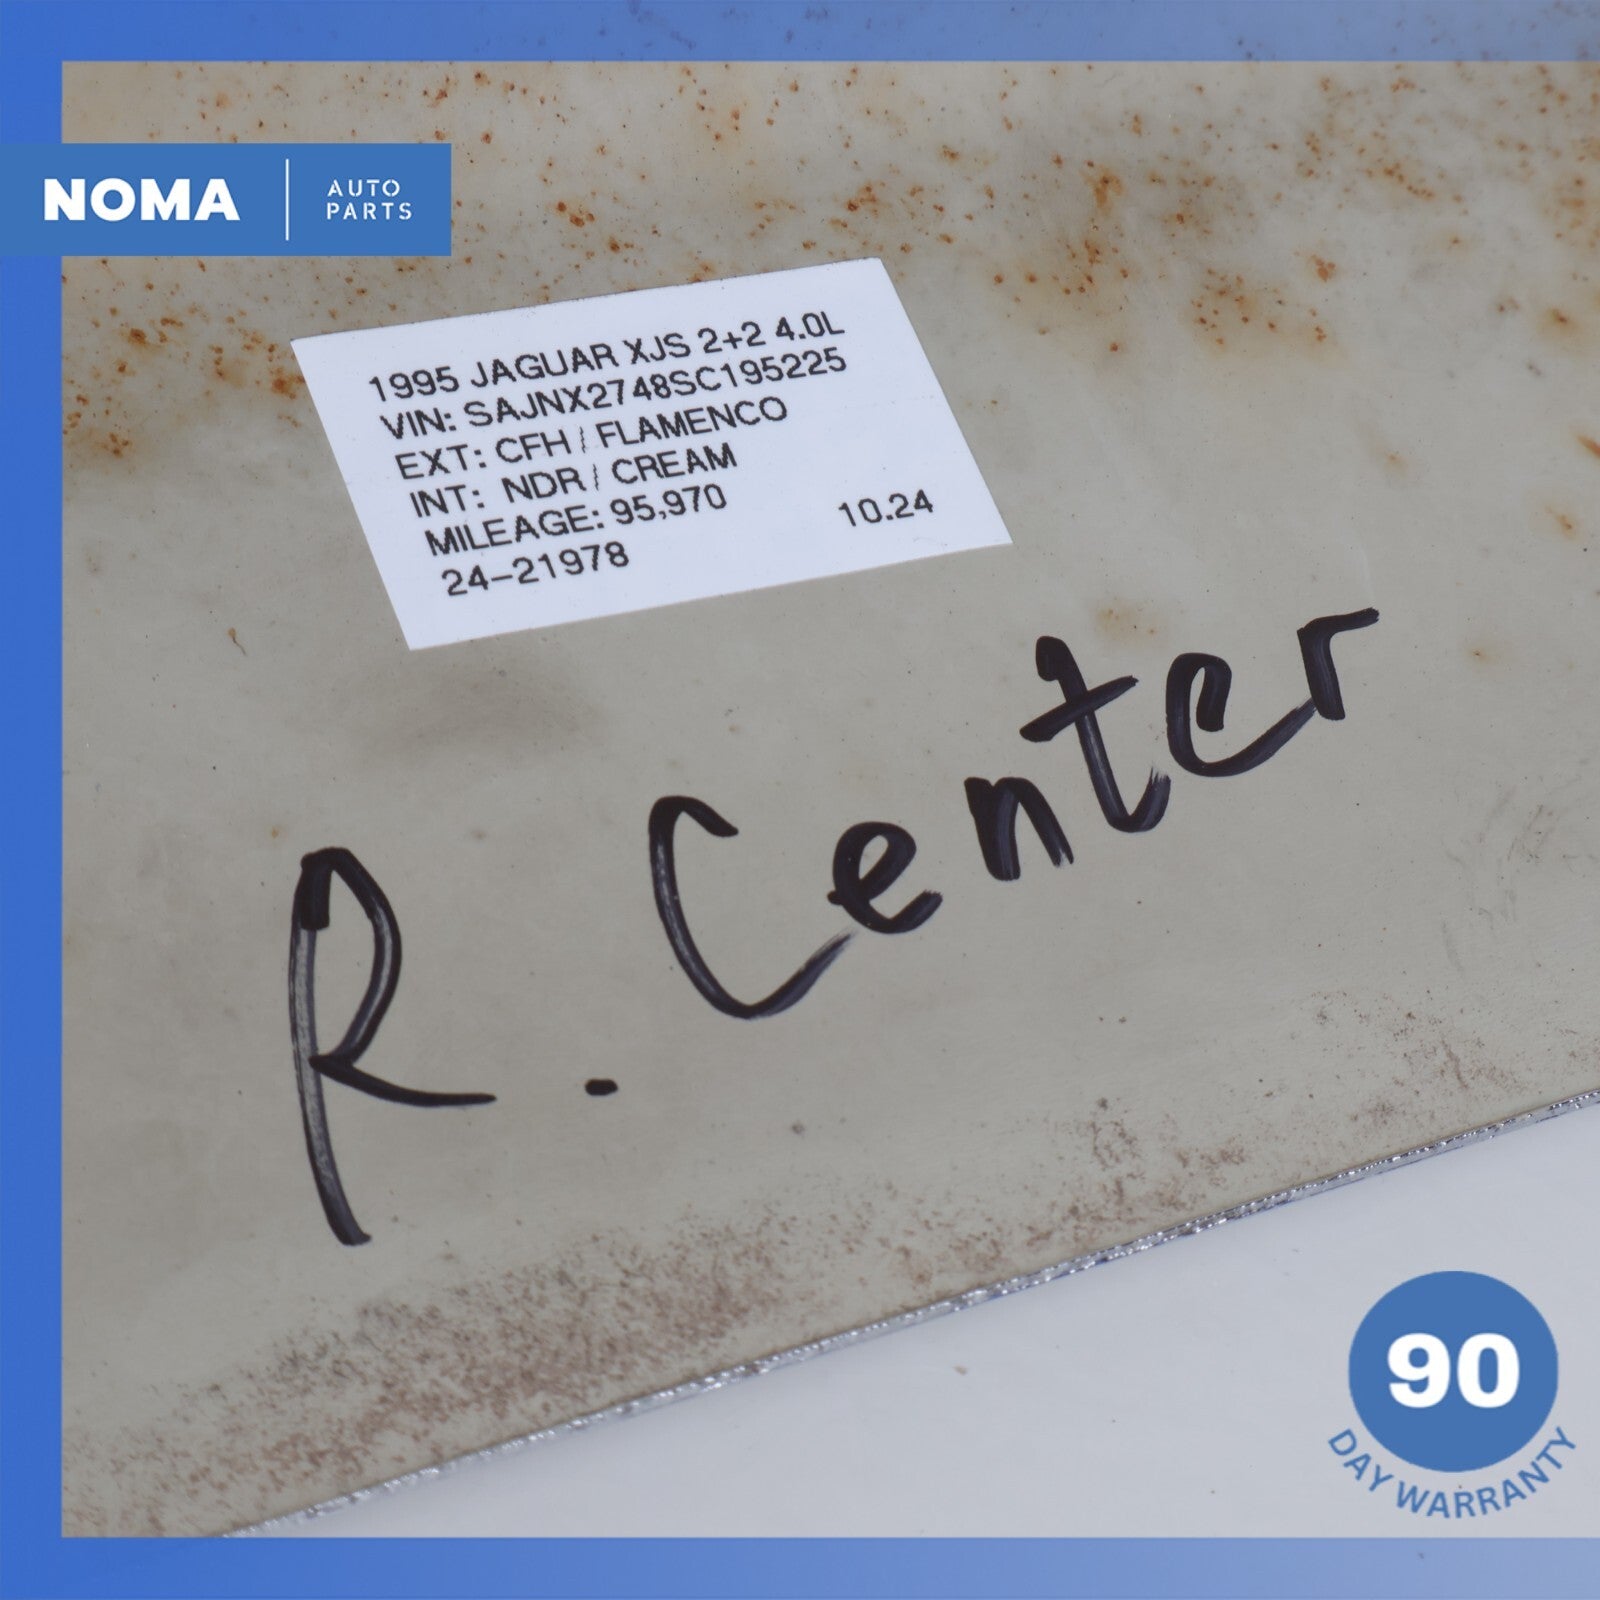 NOMA
AUTO
PARTS
1995 JAGUAR XJS 2+2 4.0L
VIN: SAJNX2748SC195225
EXT: CFH / FLAMENCO
INT: NDR / CREAM
MILEAGE: 95,970
24-21978 10.24
R. Center
90
DAY WARRANTY